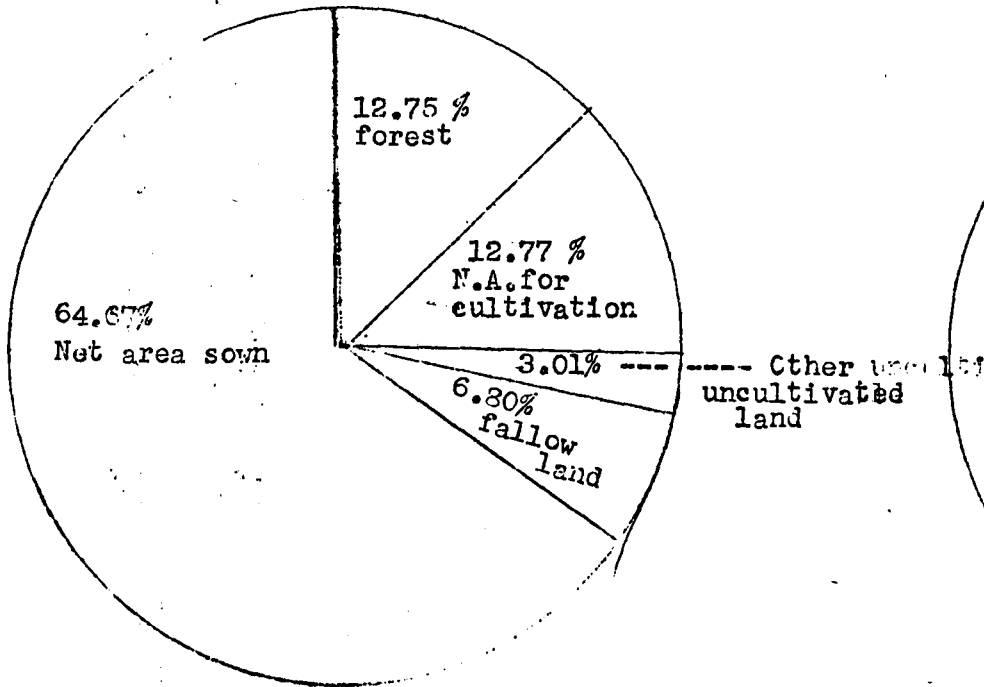 12.75 %
forest
12.77 %
N.A. for
cultivation
64.67%
Net area sown
3.01% --- ---- Other
uncultivated
land
6.80%
fallow
land